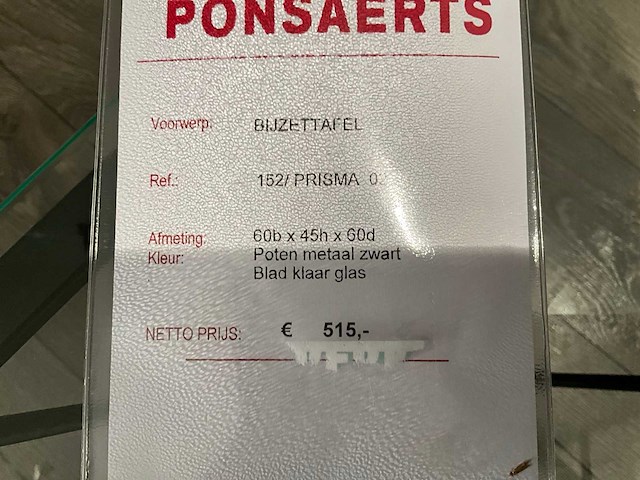 PONSAERTS
Voorwerp: BIJZETTAFEL
Ref.: 152/ PRISMA
Afmeting: 60b x 45h x 60d
Kleur: Poten metaal zwart
Blad klaar glas
NETTO PRIJS: € 515,-